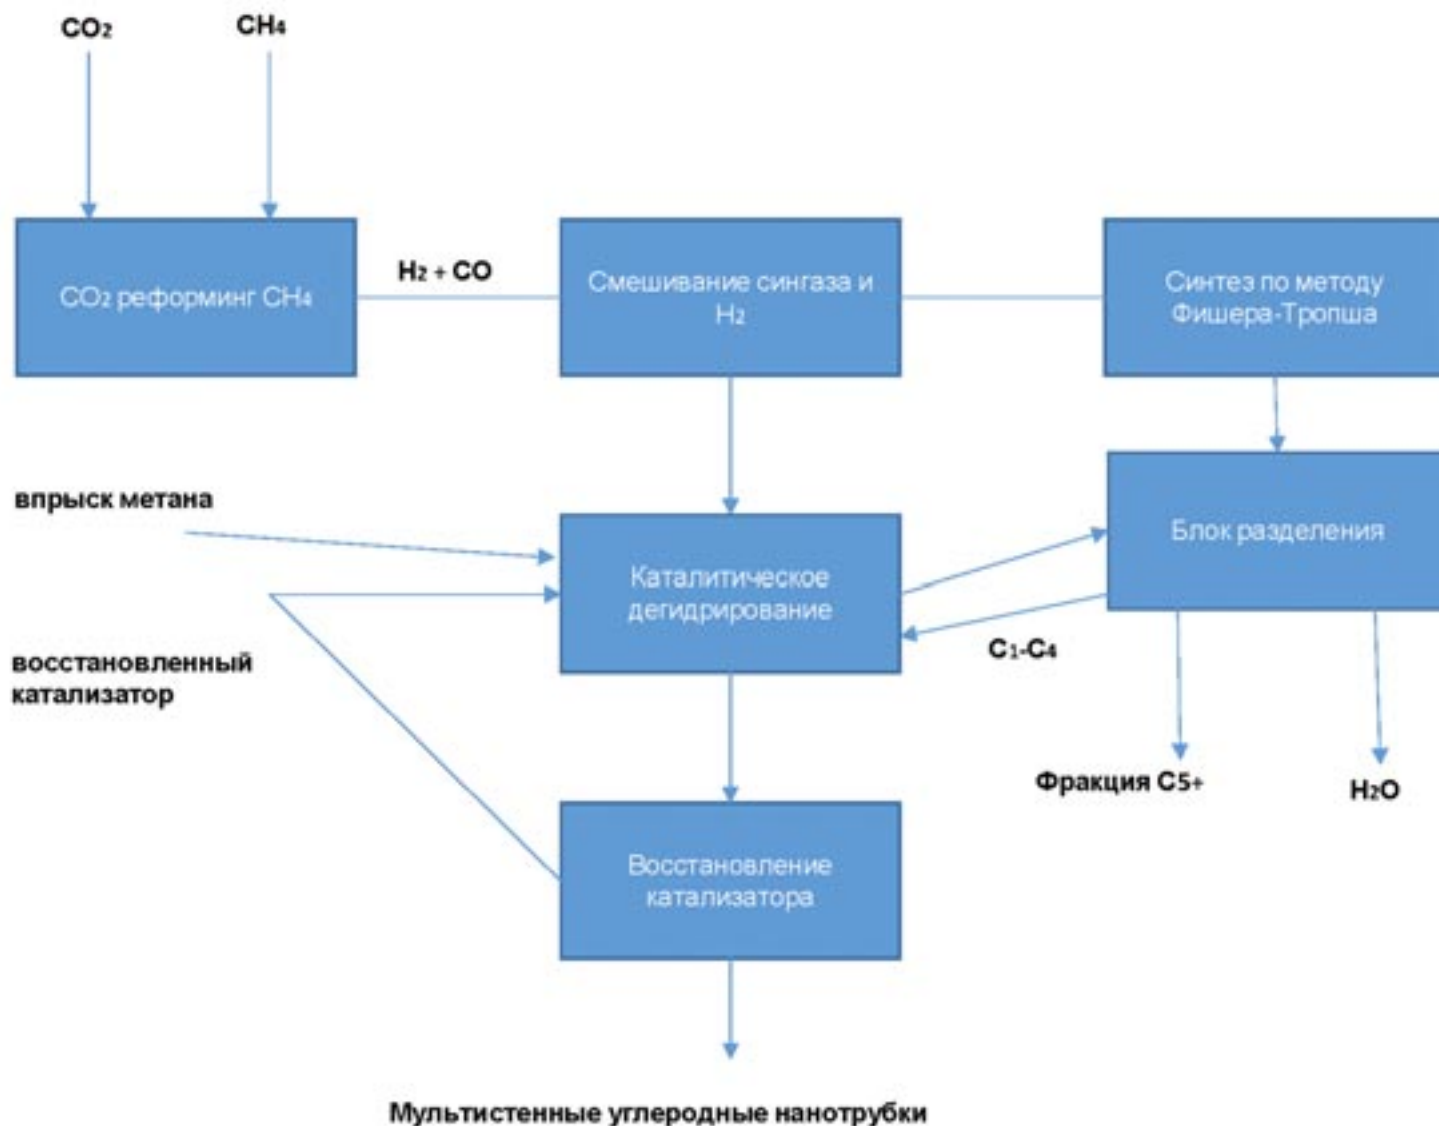 CO₂
CH₄
CO₂ реформинг CH₄
H₂ + CO
Смешивание сингаза и
H₂
Синтез по методу
Фишера-Тропша
впрыск метана
Каталитическое
дегидрирование
Блок разделения
восстановленный
катализатор
C₁-C₄
Фракция C5+
H₂O
Восстановление
катализатора
Мультистенные углеродные нанотрубки